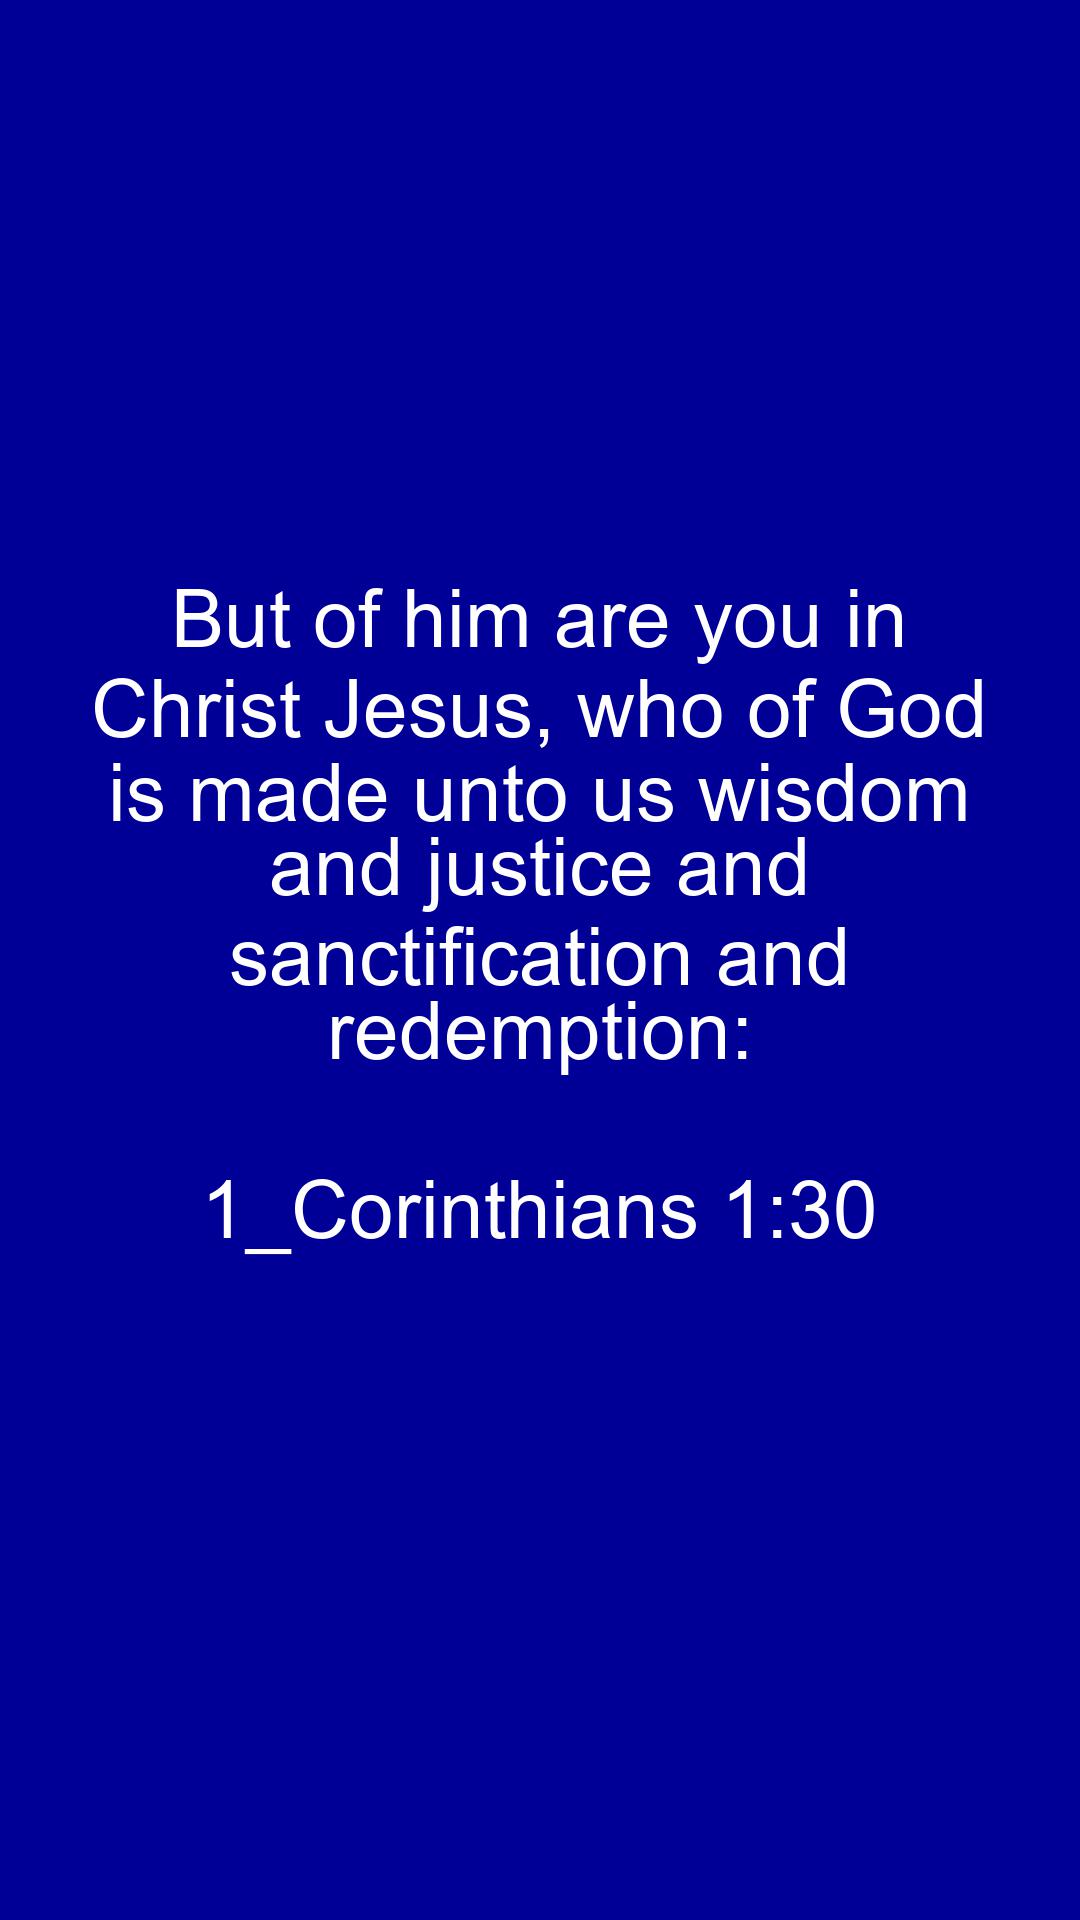 But of him are you in
Christ Jesus, who of God
is made unto us wisdom
and justice and
sanctification and
redemption:
1_Corinthians 1:30